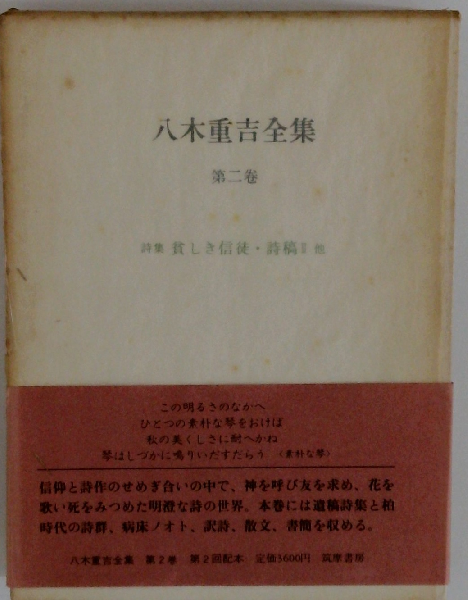 八木重吉全集
第二巻
詩集 貧しき信徒・詩稿Ⅱ 他
この明るさのなかへ
ひとつの素朴な琴をおけば
秋の美くしさに耐へかね
琴はしづかに鳴りいだすだらう 〈素朴な琴〉
信仰と詩作のせめぎ合いの中で、神を呼び友を求め、花を
歌い死をみつめた明澄な詩の世界。本巻には遺稿詩集と柏
時代の詩群、病床ノオト、訳詩、散文、書簡を収める。
八木重吉全集 第2巻 第2回配本 定価3600円 筑摩書房